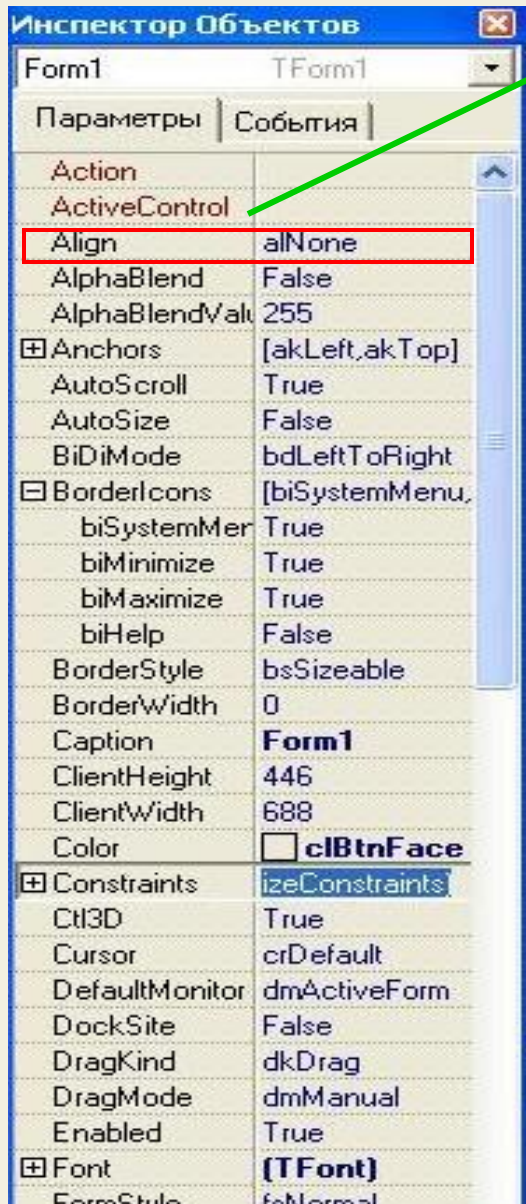 Инспектор Объектов
Form1 TForm1
Параметры События
Action
ActiveControl
Align alNone
AlphaBlend False
AlphaBlendValu 255
Anchors [akLeft,akTop]
AutoScroll True
AutoSize False
BiDiMode bdLeftToRight
BorderIcons [biSystemMenu,
biSystemMer True
biMinimize True
biMaximize True
biHelp False
BorderStyle bsSizeable
BorderWidth 0
Caption Form1
ClientHeight 446
ClientWidth 688
Color clBtnFace
Constraints izeConstraints)
Ctl3D True
Cursor crDefault
DefaultMonitor dmActiveForm
DockSite False
DragKind dkDrag
DragMode dmManual
Enabled True
Font (TFont)
FormStyle fsNormal